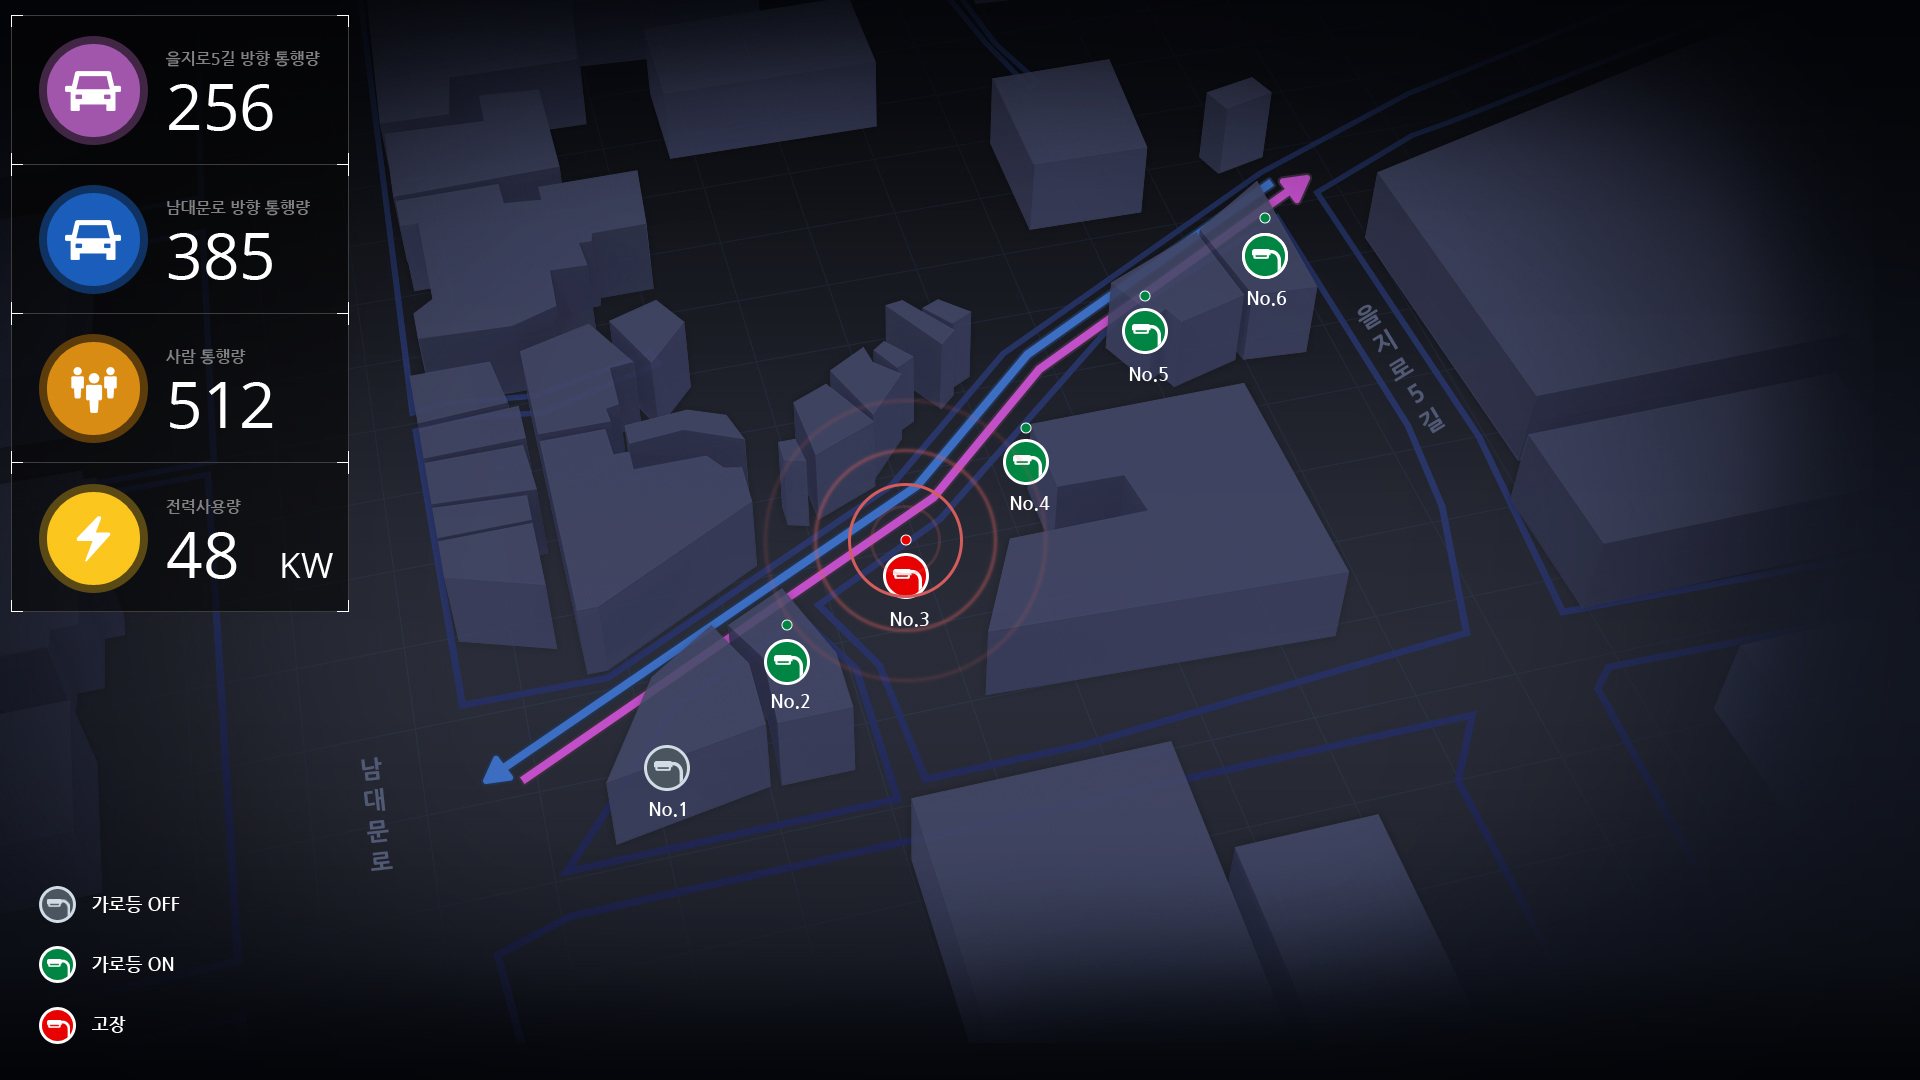 을지로5길 방향 통행량
256
남대문로 방향 통행량
385
사람 통행량
512
전력사용량
48 KW
No.6
No.5
을지로5길
No.4
No.3
No.2
No.1
남대문로
가로등 OFF
가로등 ON
고장